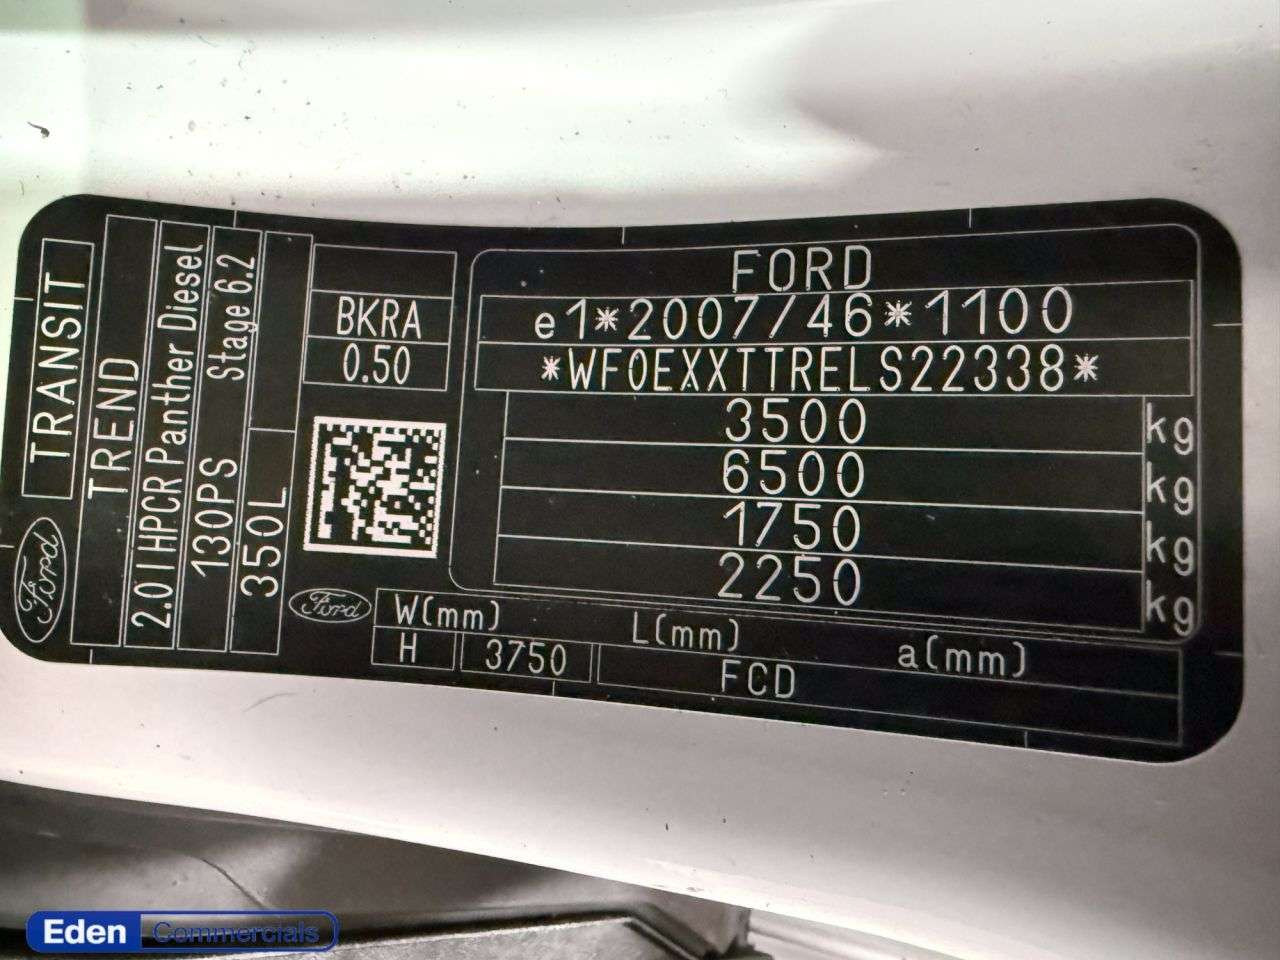 Ford
TRANSIT
TREND
2.0 l HPCR Panther Diesel
130PS Stage 6.2
350L
BKRA
0.50
Ford
FORD
e1*2007/46*1100
*WF0EXXTTRELS22338*
3500 kg
6500 kg
1750 kg
2250 kg
W(mm) L(mm) a(mm)
H 3750 FCD
Eden Commercials